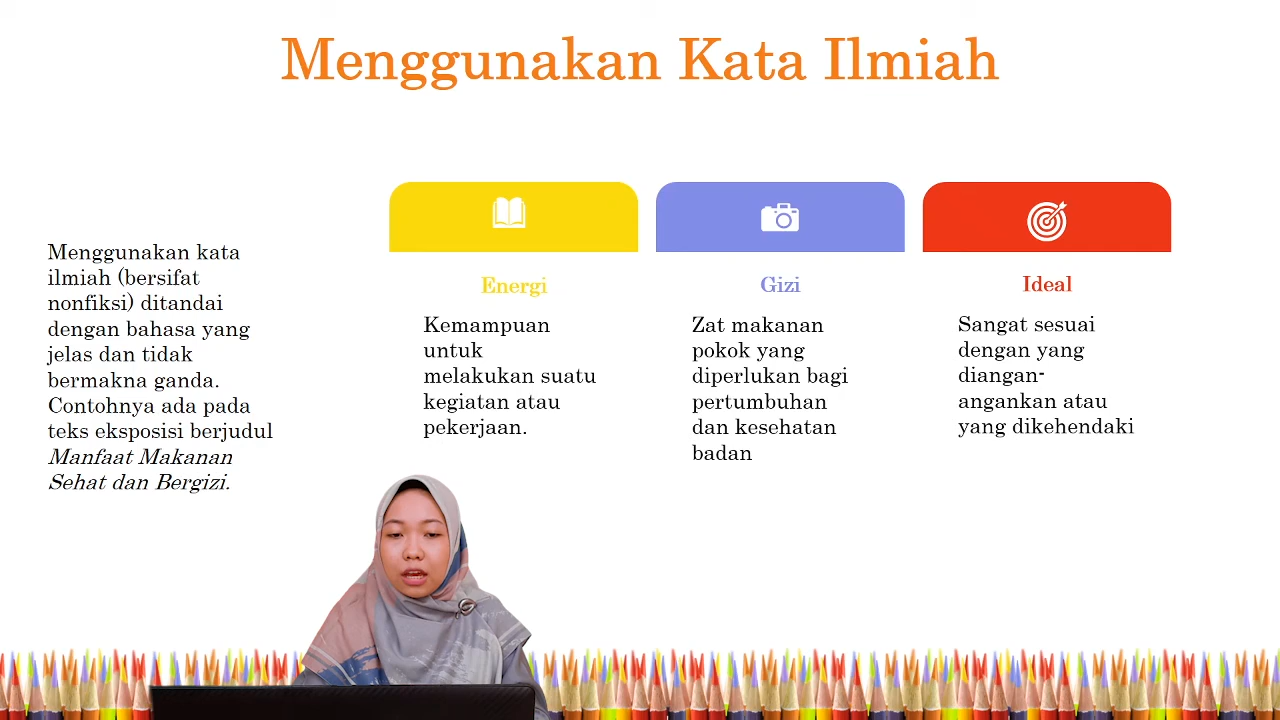 Menggunakan Kata Ilmiah
Menggunakan kata
ilmiah (bersifat
nonfiksi) ditandai
dengan bahasa yang
jelas dan tidak
bermakna ganda.
Contohnya ada pada
teks eksposisi berjudul
Manfaat Makanan
Sehat dan Bergizi.
Energi
Kemampuan
untuk
melakukan suatu
kegiatan atau
pekerjaan.
Gizi
Zat makanan
pokok yang
diperlukan bagi
pertumbuhan
dan kesehatan
badan
Ideal
Sangat sesuai
dengan yang
diangan-
angankan atau
yang dikehendaki